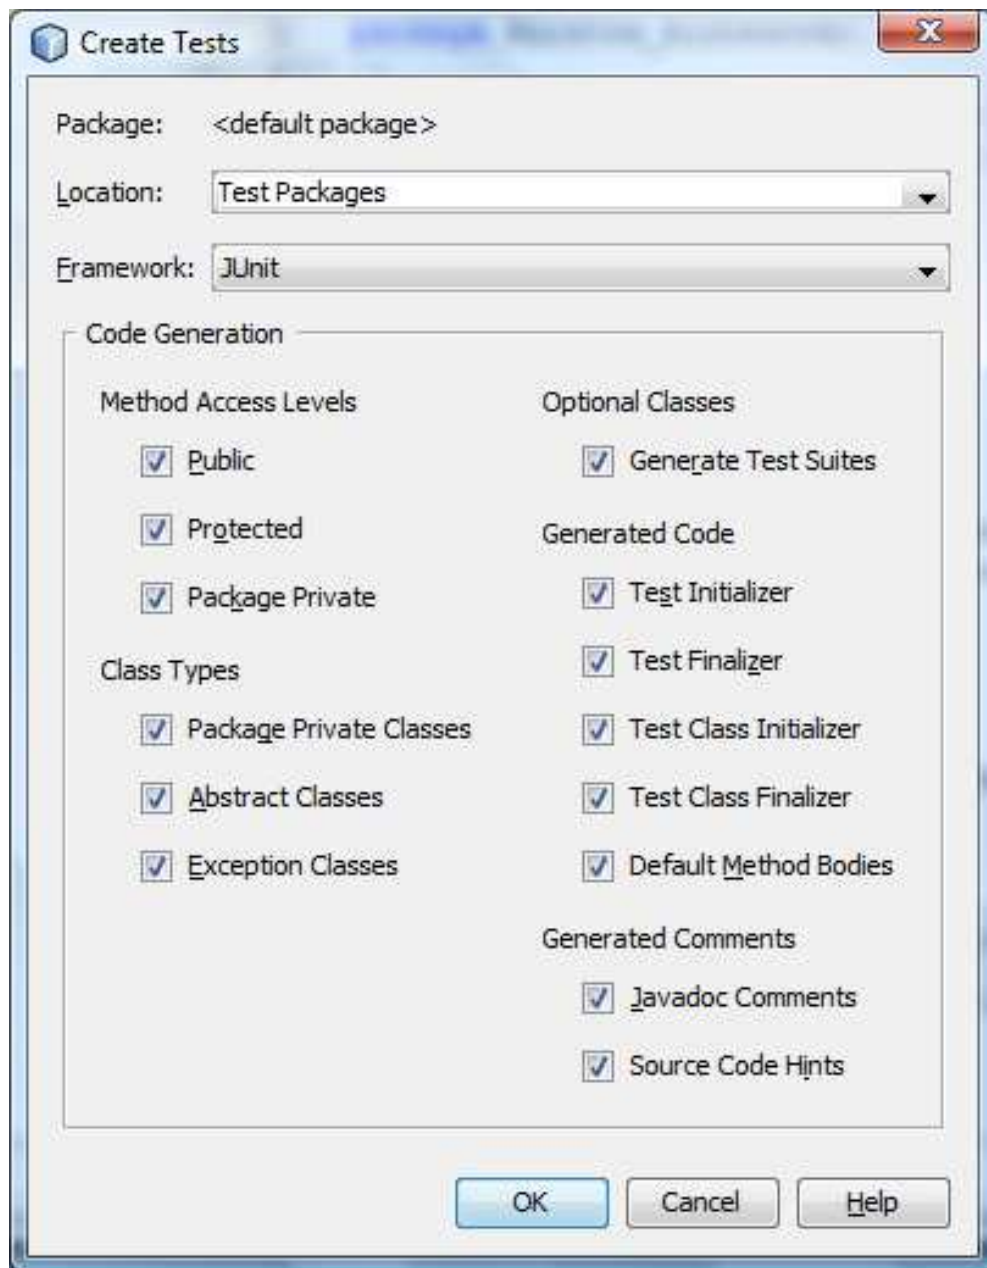 Create Tests
Package: <default package>
Location: Test Packages
Framework: JUnit
Code Generation
Method Access Levels
Public
Protected
Package Private
Class Types
Package Private Classes
Abstract Classes
Exception Classes
Optional Classes
Generate Test Suites
Generated Code
Test Initializer
Test Finalizer
Test Class Initializer
Test Class Finalizer
Default Method Bodies
Generated Comments
Javadoc Comments
Source Code Hints
OK Cancel Help